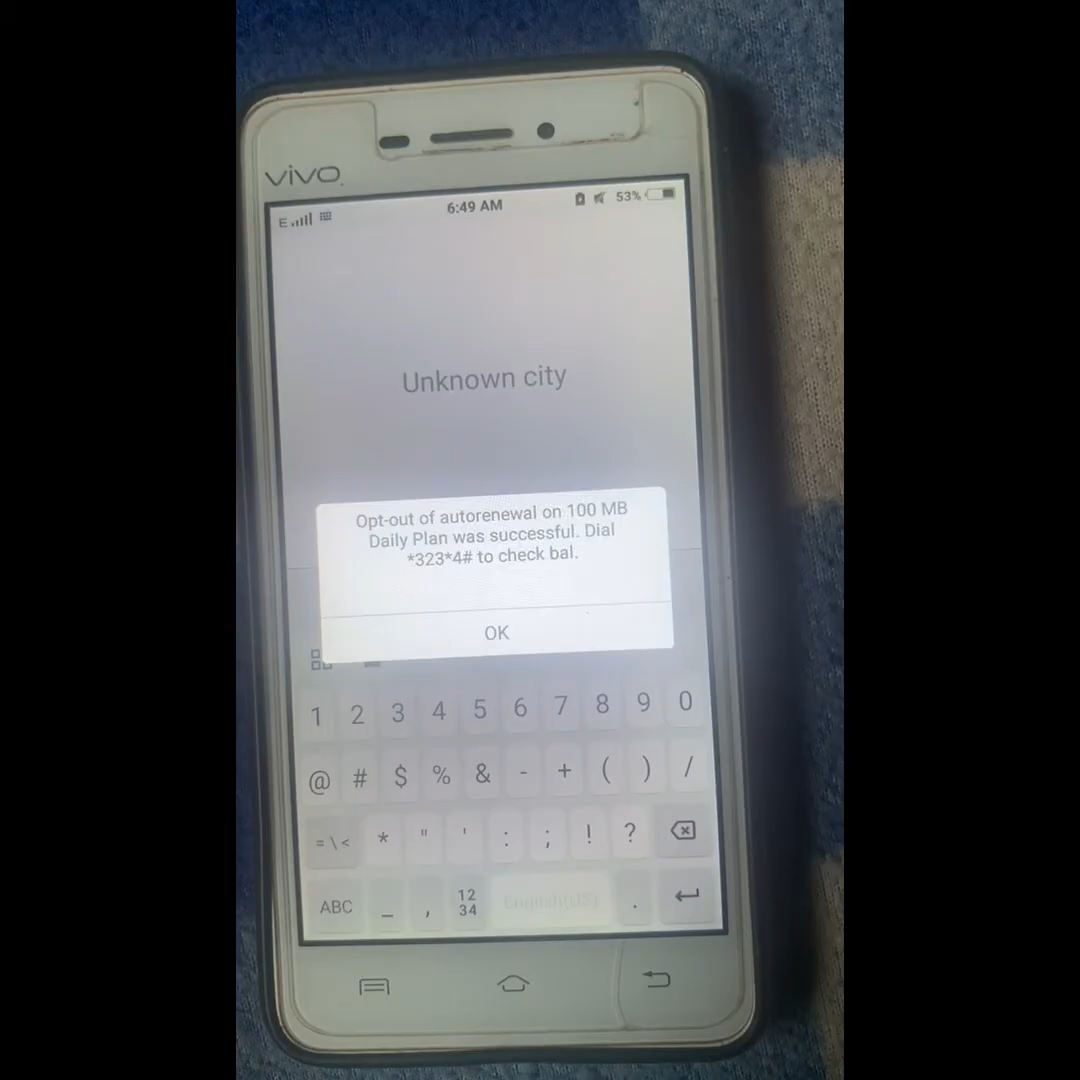 vivo
E 6:49 AM 53%
Unknown city
Opt-out of autorenewal on 100 MB
Daily Plan was successful. Dial
*323*4# to check bal.
OK
1 2 3 4 5 6 7 8 9 0
@ # $ % & - + ( ) /
= \ < * " ' : ; ! ?
ABC _ , 12 34 English(US) .